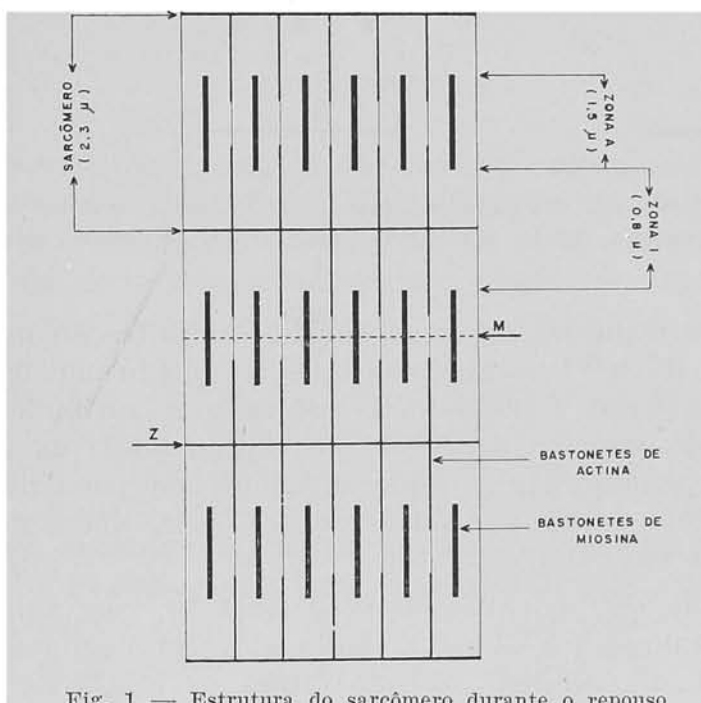 SARCÔMERO
( 2,3 µ )
ZONA A
( 1,5 µ )
ZONA I
( 0,8 µ )
M
Z
BASTONETES DE
ACTINA
BASTONETES DE
MIOSINA
Fig. 1 — Estrutura do sarcômero durante o repouso